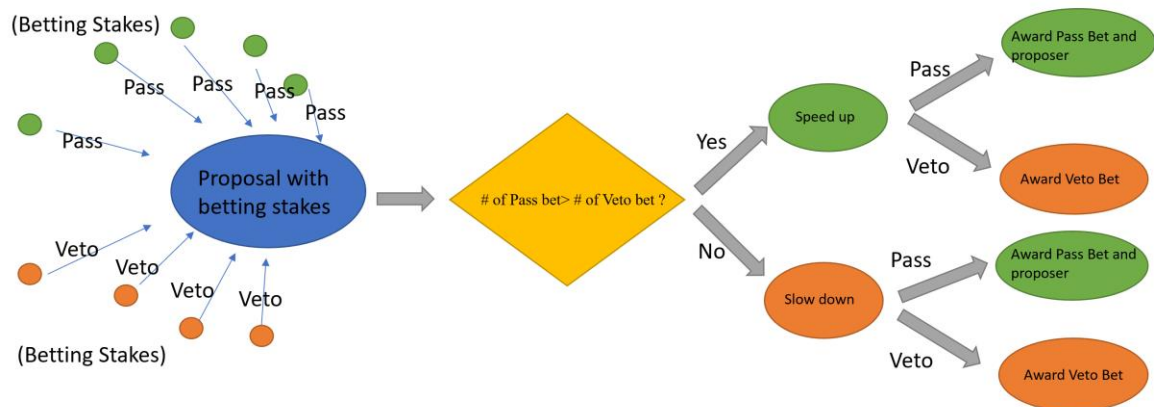 (Betting Stakes)
Pass
Pass
Pass
Pass
Pass
Proposal with
betting stakes
Veto
Veto
Veto
Veto
(Betting Stakes)
# of Pass bet> # of Veto bet ?
Yes
No
Speed up
Slow down
Pass
Veto
Pass
Veto
Award Pass Bet and
proposer
Award Veto Bet
Award Pass Bet and
proposer
Award Veto Bet